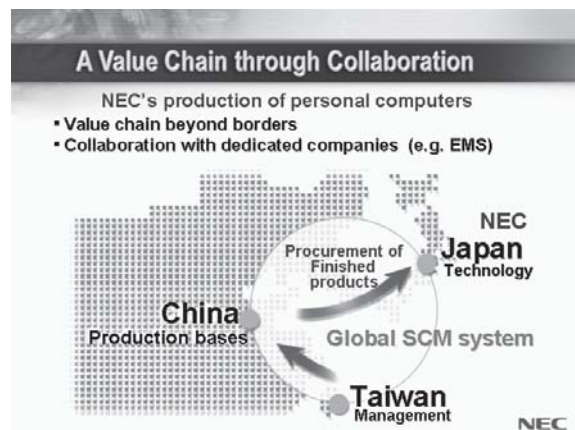 A Value Chain through Collaboration
NEC's production of personal computers
▪ Value chain beyond borders
▪ Collaboration with dedicated companies (e.g. EMS)
NEC
Japan
Technology
Procurement of
Finished
products
China
Production bases
Global SCM system
Taiwan
Management
NEC